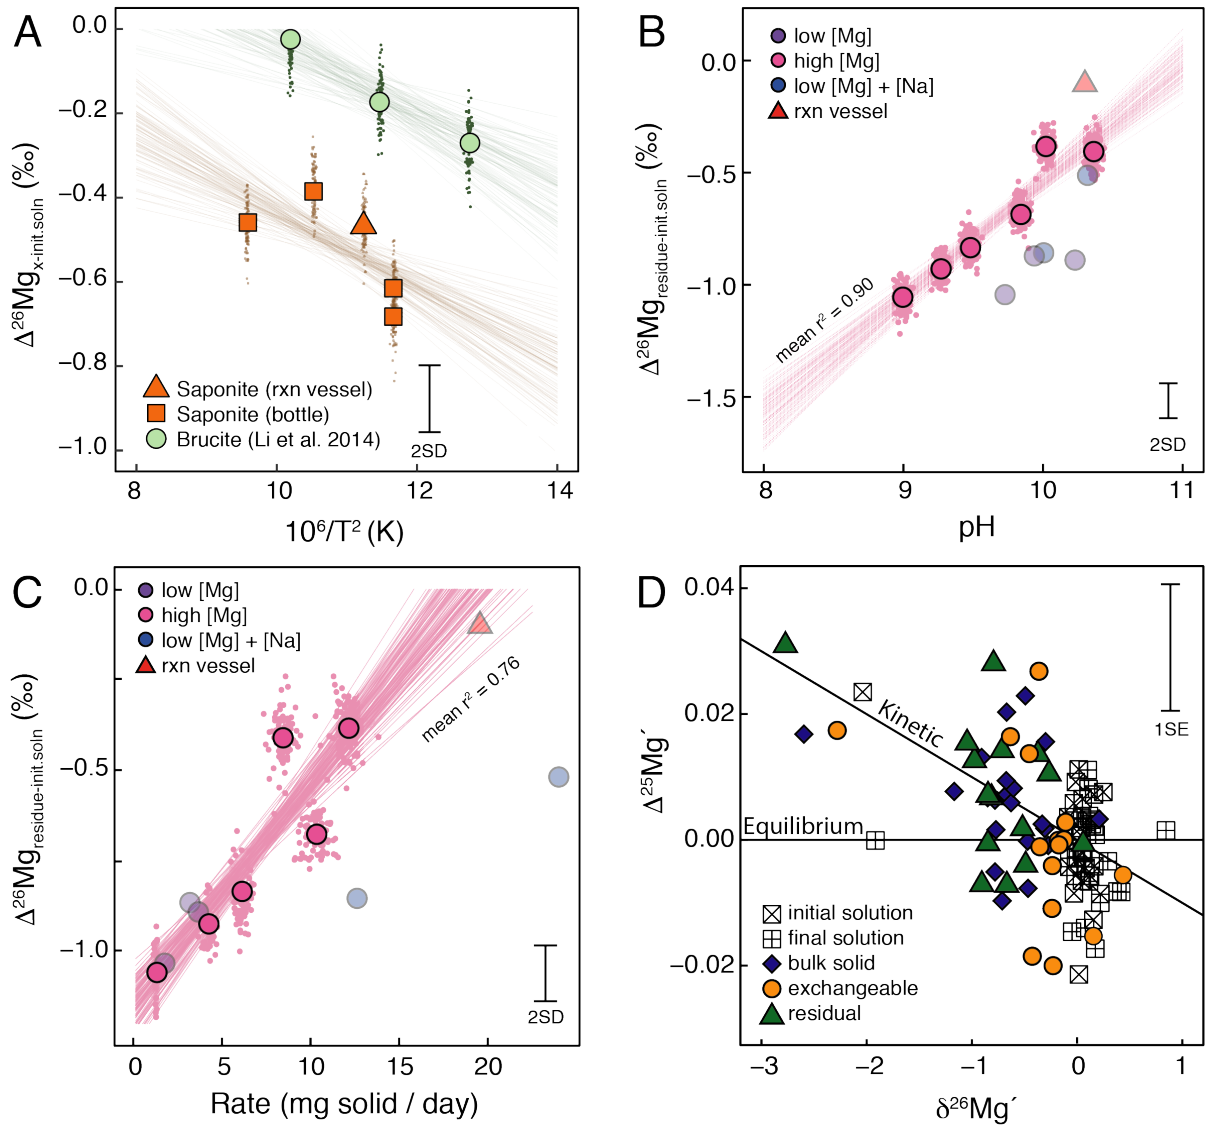 A
0.0
−0.2
−0.4
−0.6
−0.8
−1.0
Δ²⁶Mgx-init.soln (‰)
Saponite (rxn vessel)
Saponite (bottle)
Brucite (Li et al. 2014)
2SD
8
10
12
14
10⁶/T² (K)
B
0.0
−0.5
−1.0
−1.5
Δ²⁶Mgresidue-init.soln (‰)
low [Mg]
high [Mg]
low [Mg] + [Na]
rxn vessel
mean r² = 0.90
2SD
8
9
10
11
pH
C
0.0
−0.5
−1.0
Δ²⁶Mgresidue-init.soln (‰)
low [Mg]
high [Mg]
low [Mg] + [Na]
rxn vessel
mean r² = 0.76
2SD
0
5
10
15
20
Rate (mg solid / day)
D
0.04
0.02
0.00
−0.02
Δ²⁵Mg´
Kinetic
Equilibrium
1SE
initial solution
final solution
bulk solid
exchangeable
residual
−3
−2
−1
0
1
δ²⁶Mg´